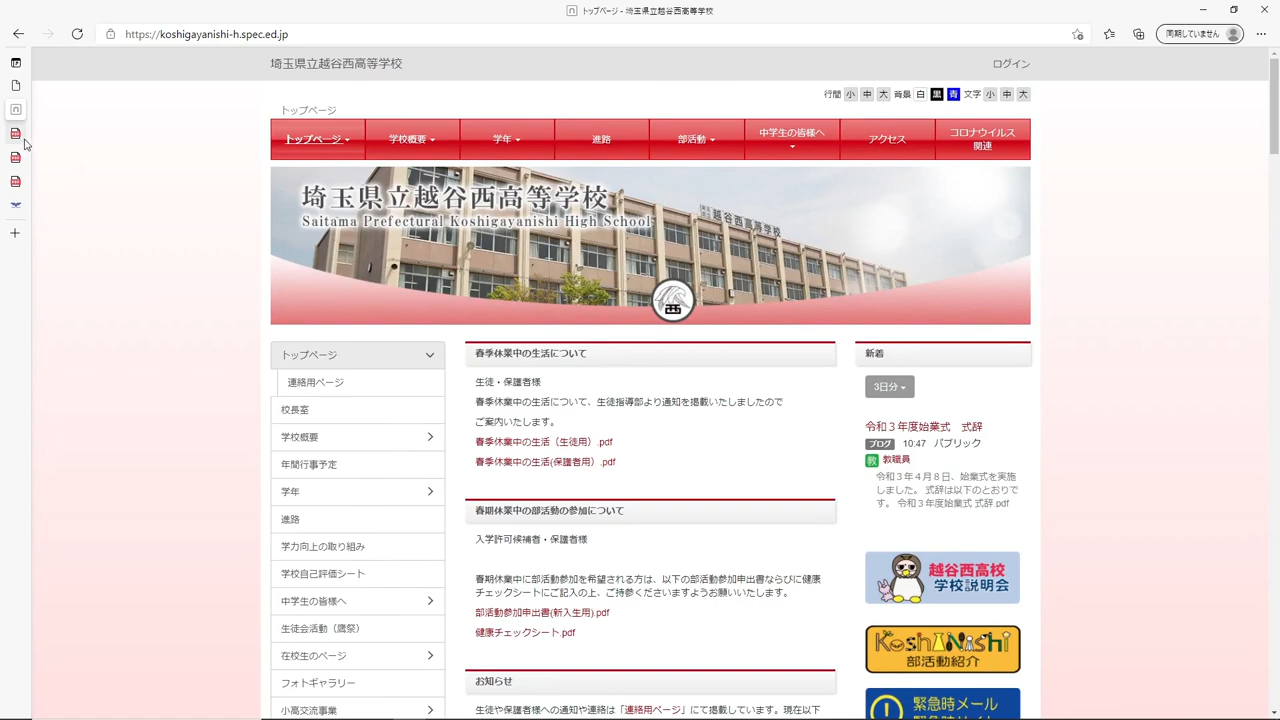 トップページ - 埼玉県立越谷西高等学校
https://koshigayanishi-h.spec.ed.jp
同期していません
埼玉県立越谷西高等学校
ログイン
行間 小 中 大 背景 白 黒 青 文字 小 中 大
トップページ
トップページ
学校概要
学年
進路
部活動
中学生の皆様へ
アクセス
コロナウイルス
関連
埼玉県立越谷西高等学校
Saitama Prefectural Koshigayanishi High School
越谷西高等学校
西
トップページ
連絡用ページ
校長室
学校概要
年間行事予定
学年
進路
学力向上の取り組み
学校自己評価シート
中学生の皆様へ
生徒会活動（鷹祭）
在校生のページ
フォトギャラリー
小高交流事業
春季休業中の生活について
生徒・保護者様
春季休業中の生活について、生徒指導部より通知を掲載いたしましたので
ご案内いたします。
春季休業中の生活（生徒用）.pdf
春季休業中の生活(保護者用）.pdf
春期休業中の部活動の参加について
入学許可候補者・保護者様
春期休業中に部活動参加を希望される方は、以下の部活動参加申出書ならびに健康
チェックシートにご記入の上、ご持参くださいますようお願いいたします。
部活動参加申出書(新入生用).pdf
健康チェックシート.pdf
お知らせ
生徒や保護者様への通知や連絡は「連絡用ページ」にて掲載しています。現在以下
新着
3日分
令和３年度始業式　式辞
ブログ 10:47 パブリック
教 教職員
令和３年４月８日、始業式を実施
しました。 式辞は以下のとおりで
す。 令和３年度始業式 式辞.pdf
越谷西高校
学校説明会
KoshiNishi
部活動紹介
緊急時メール